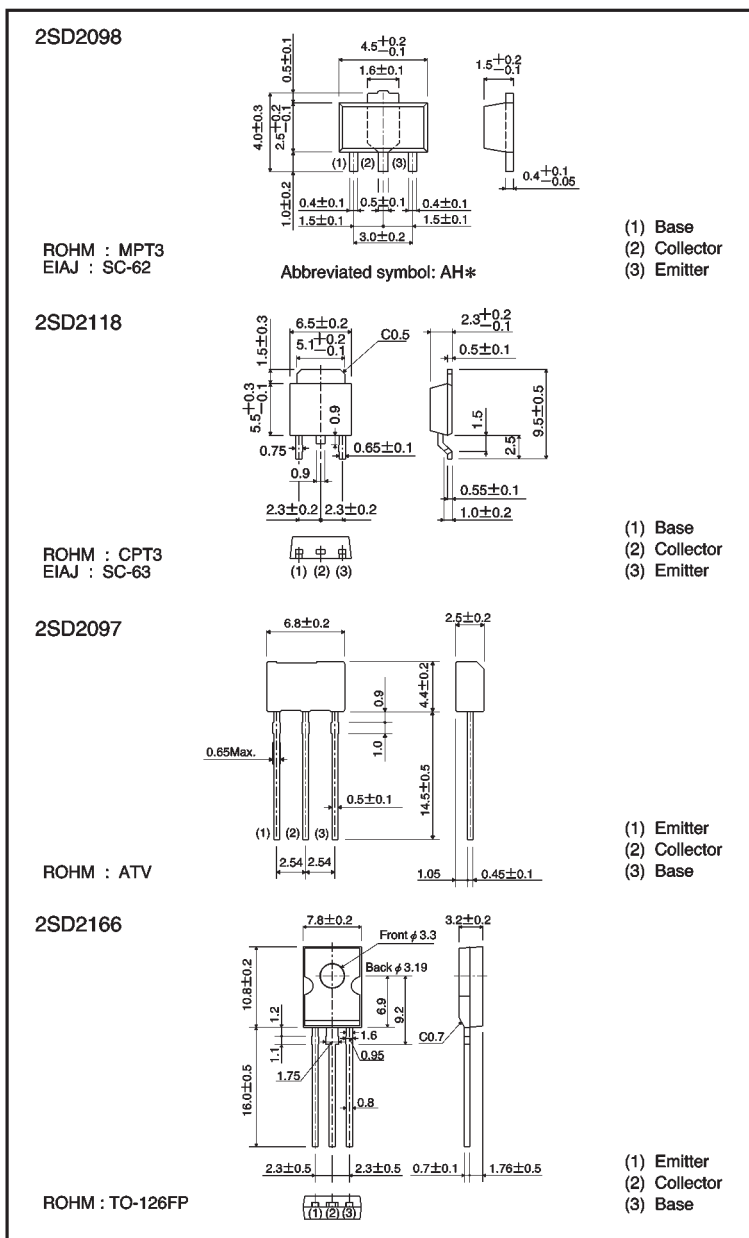 2SD2098
4.5+0.2−0.1
1.6±0.1
1.5+0.2−0.1
0.5±0.1
4.0±0.3
2.5+0.2−0.1
1.0±0.2
(1) (2) (3)
0.4+0.1−0.05
0.4±0.1 0.5±0.1 0.4±0.1
1.5±0.1 1.5±0.1
3.0±0.2
(1) Base
(2) Collector
(3) Emitter
ROHM : MPT3
EIAJ : SC-62
Abbreviated symbol: AH*
2SD2118
6.5±0.2
5.1+0.2−0.1
C0.5
2.3+0.2−0.1
0.5±0.1
1.5±0.3
5.5+0.3−0.1
0.9
0.75
0.65±0.1
0.9
2.3±0.2 2.3±0.2
1.5
2.5
9.5±0.5
0.55±0.1
1.0±0.2
(1) (2) (3)
(1) Base
(2) Collector
(3) Emitter
ROHM : CPT3
EIAJ : SC-63
2SD2097
6.8±0.2
2.5±0.2
4.4±0.2
0.9
1.0
0.65Max.
14.5±0.5
0.5±0.1
(1) (2) (3)
2.54 2.54
1.05 0.45±0.1
(1) Emitter
(2) Collector
(3) Base
ROHM : ATV
2SD2166
7.8±0.2
3.2±0.2
Front φ 3.3
Back φ 3.19
10.8±0.2
6.9
9.2
1.2
1.1
1.6
0.95
1.75
C0.7
16.0±0.5
0.8
2.3±0.5 2.3±0.5
0.7±0.1 1.76±0.5
(1) (2) (3)
(1) Emitter
(2) Collector
(3) Base
ROHM : TO-126FP